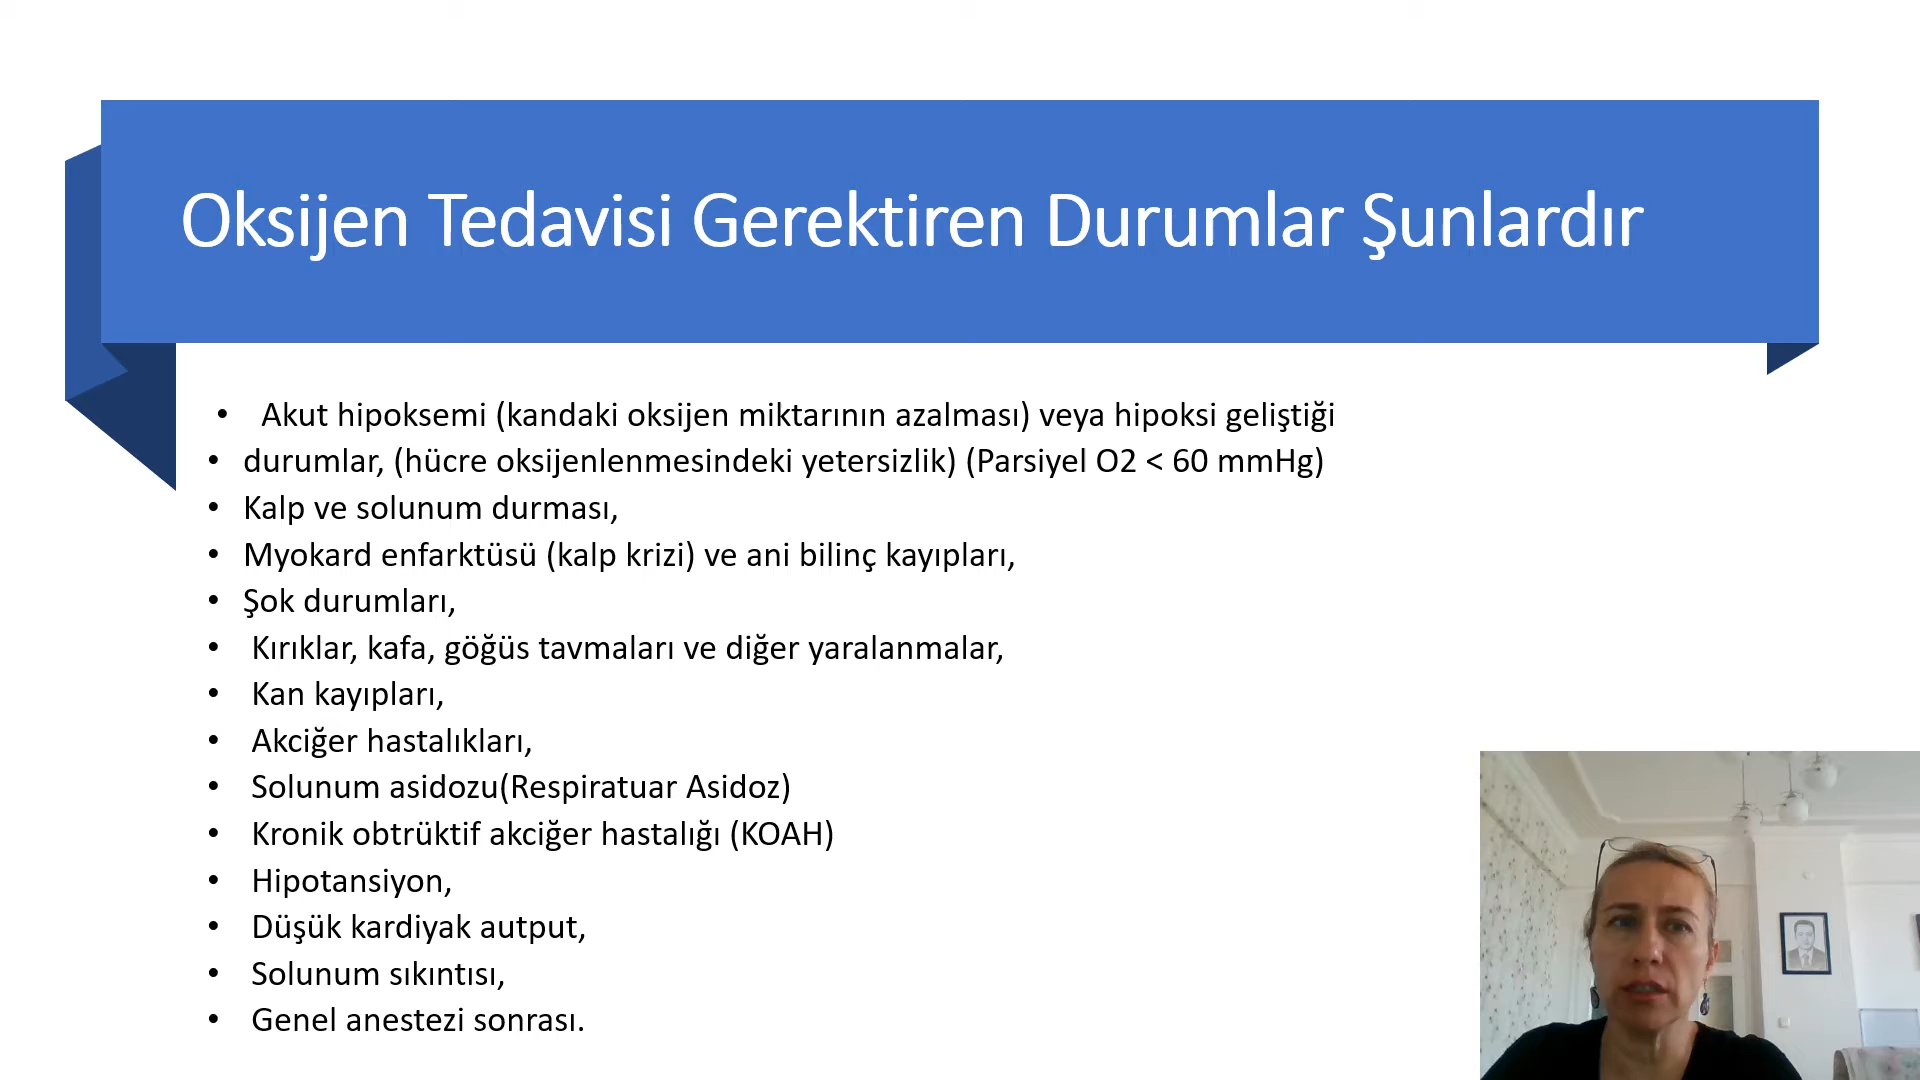 Oksijen Tedavisi Gerektiren Durumlar Şunlardır
• Akut hipoksemi (kandaki oksijen miktarının azalması) veya hipoksi geliştiği
• durumlar, (hücre oksijenlenmesindeki yetersizlik) (Parsiyel O2 < 60 mmHg)
• Kalp ve solunum durması,
• Myokard enfarktüsü (kalp krizi) ve ani bilinç kayıpları,
• Şok durumları,
• Kırıklar, kafa, göğüs tavmaları ve diğer yaralanmalar,
• Kan kayıpları,
• Akciğer hastalıkları,
• Solunum asidozu(Respiratuar Asidoz)
• Kronik obtrüktif akciğer hastalığı (KOAH)
• Hipotansiyon,
• Düşük kardiyak autput,
• Solunum sıkıntısı,
• Genel anestezi sonrası.